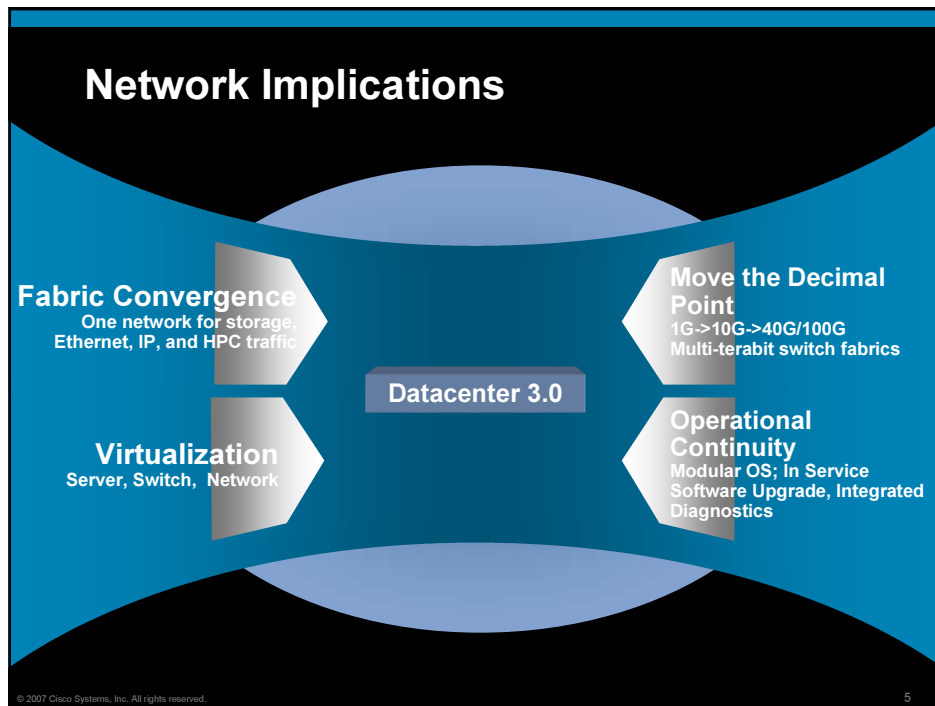 Network Implications
Fabric Convergence
One network for storage,
Ethernet, IP, and HPC traffic
Virtualization
Server, Switch,  Network
Datacenter 3.0
Move the Decimal
Point
1G->10G->40G/100G
Multi-terabit switch fabrics
Operational
Continuity
Modular OS; In Service
Software Upgrade, Integrated
Diagnostics
© 2007 Cisco Systems, Inc. All rights reserved.
5